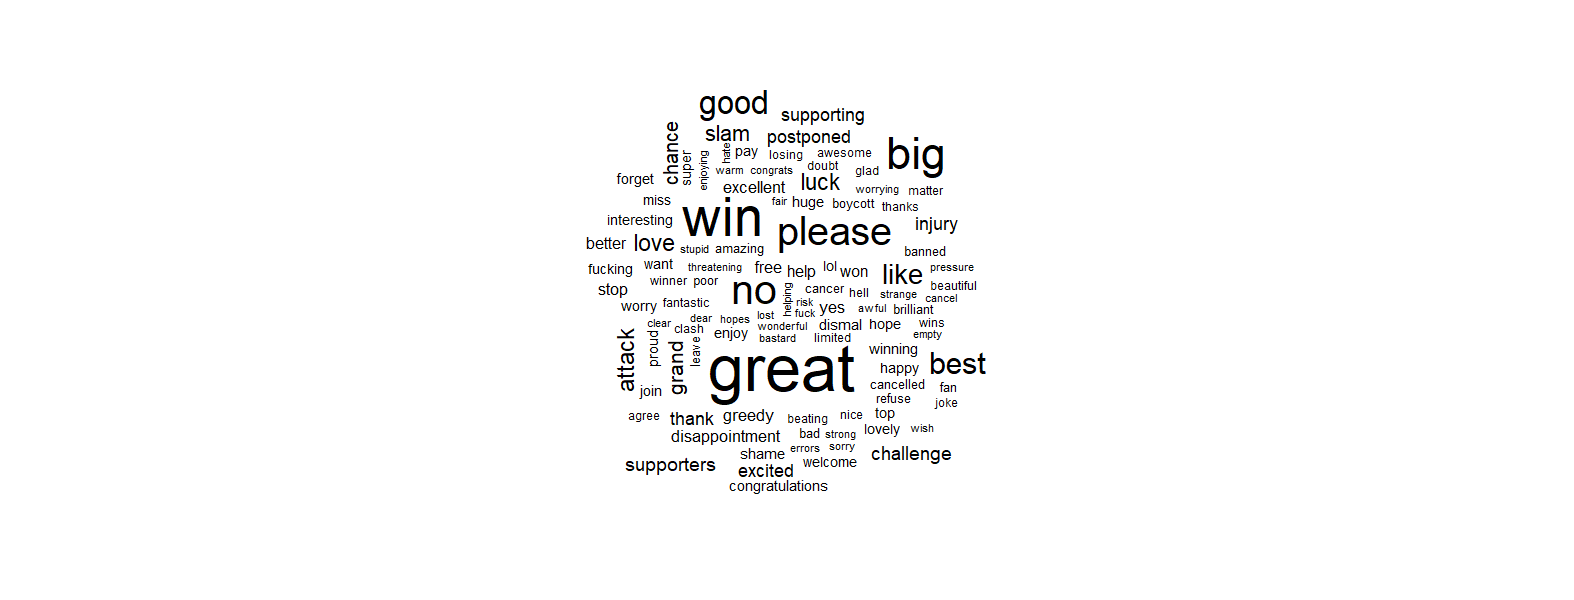 good
supporting
chance
slam
postponed
big
super
enjoying
hate
pay
losing
awesome
warm
congrats
doubt
glad
forget
excellent
luck
worrying
matter
miss
win
fair
huge
boycott
thanks
interesting
please
injury
better
love
stupid
amazing
banned
fucking
want
threatening
free
help
lol
won
like
pressure
stop
winner
poor
no
helping
cancer
hell
strange
beautiful
cancel
worry
fantastic
risk
fuck
yes
awful
brilliant
clear
dear
hopes
lost
clash
wonderful
dismal
hope
wins
attack
proud
grand
leave
enjoy
bastard
limited
empty
great
winning
best
happy
join
cancelled
fan
refuse
joke
agree
thank
greedy
beating
nice
top
disappointment
bad
strong
lovely
wish
shame
errors
sorry
challenge
supporters
excited
welcome
congratulations